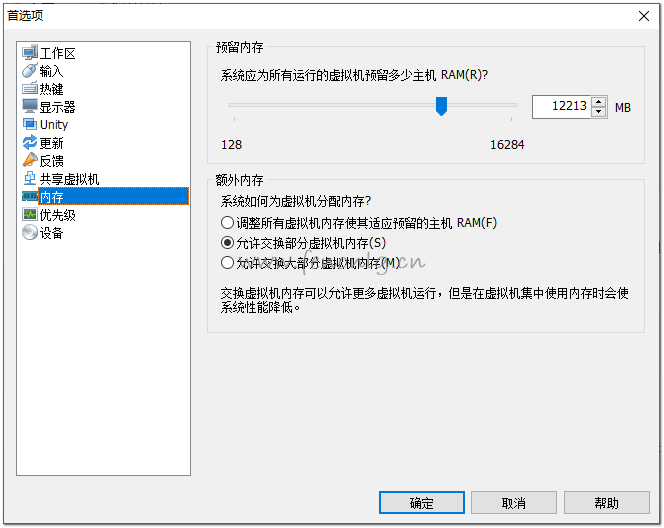 首选项
工作区
输入
热键
显示器
Unity
更新
反馈
共享虚拟机
内存
优先级
设备
预留内存
系统应为所有运行的虚拟机预留多少主机 RAM(R)?
12213 MB
128 16284
额外内存
系统如何为虚拟机分配内存?
调整所有虚拟机内存使其适应预留的主机 RAM(F)
允许交换部分虚拟机内存(S)
允许交换大部分虚拟机内存(M)
交换虚拟机内存可以允许更多虚拟机运行，但是在虚拟机集中使用内存时会使
系统性能降低。
确定 取消 帮助